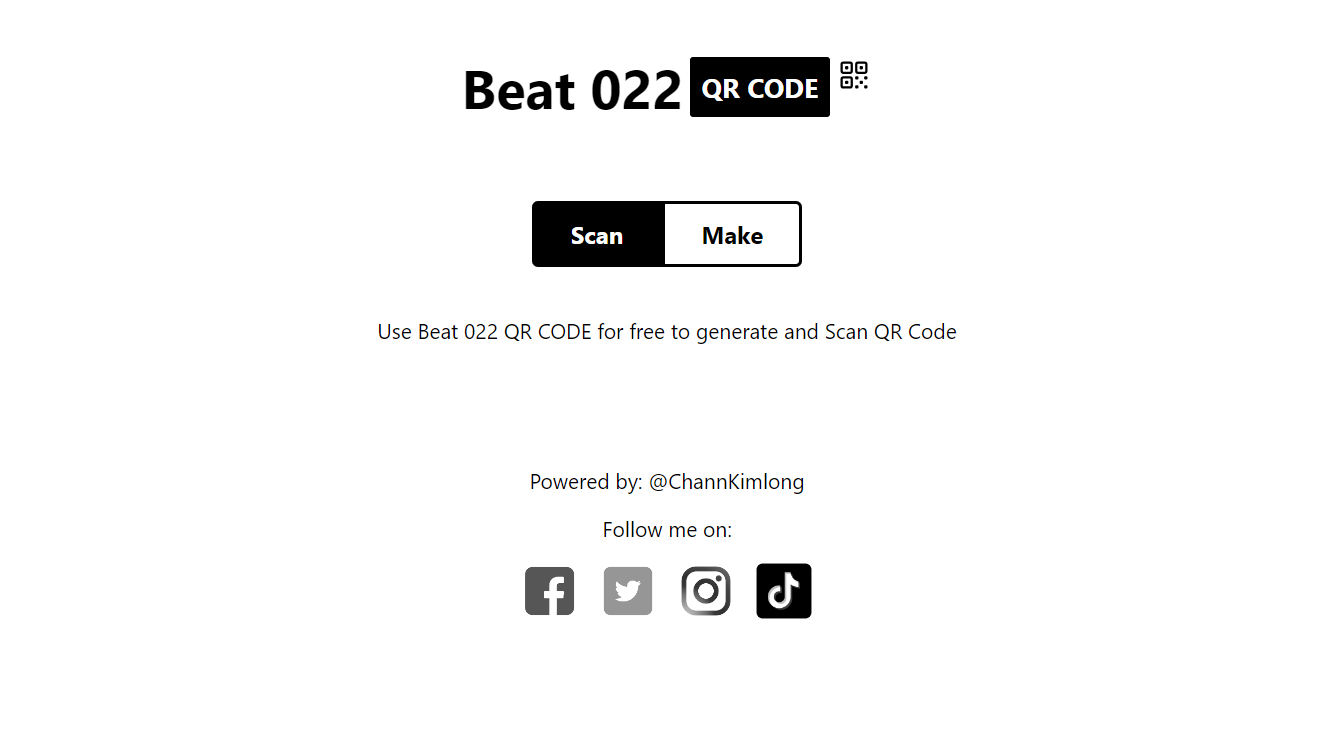 Beat 022 QR CODE
Scan Make
Use Beat 022 QR CODE for free to generate and Scan QR Code
Powered by: @ChannKimlong
Follow me on: